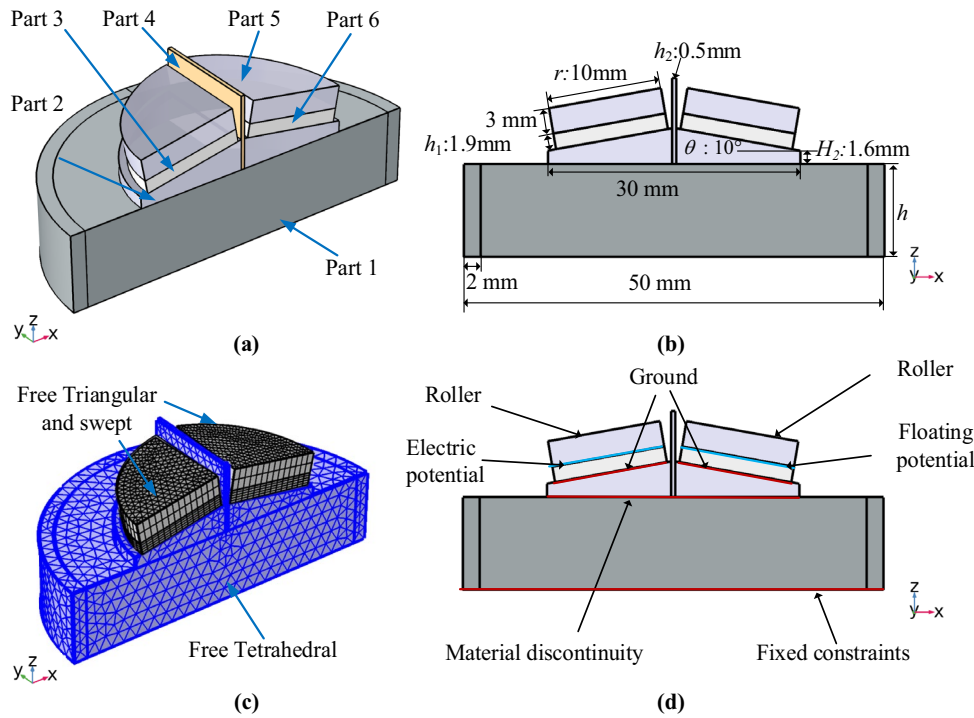 Part 3
Part 4
Part 5
Part 6
Part 2
Part 1
z
y
x
(a)
h₂:0.5mm
r:10mm
3 mm
h₁:1.9mm
θ : 10°
H₂:1.6mm
30 mm
h
2 mm
50 mm
z
y
x
(b)
Free Triangular
and swept
Free Tetrahedral
z
y
x
(c)
Ground
Roller
Roller
Electric
potential
Floating
potential
Material discontinuity
Fixed constraints
z
y
x
(d)